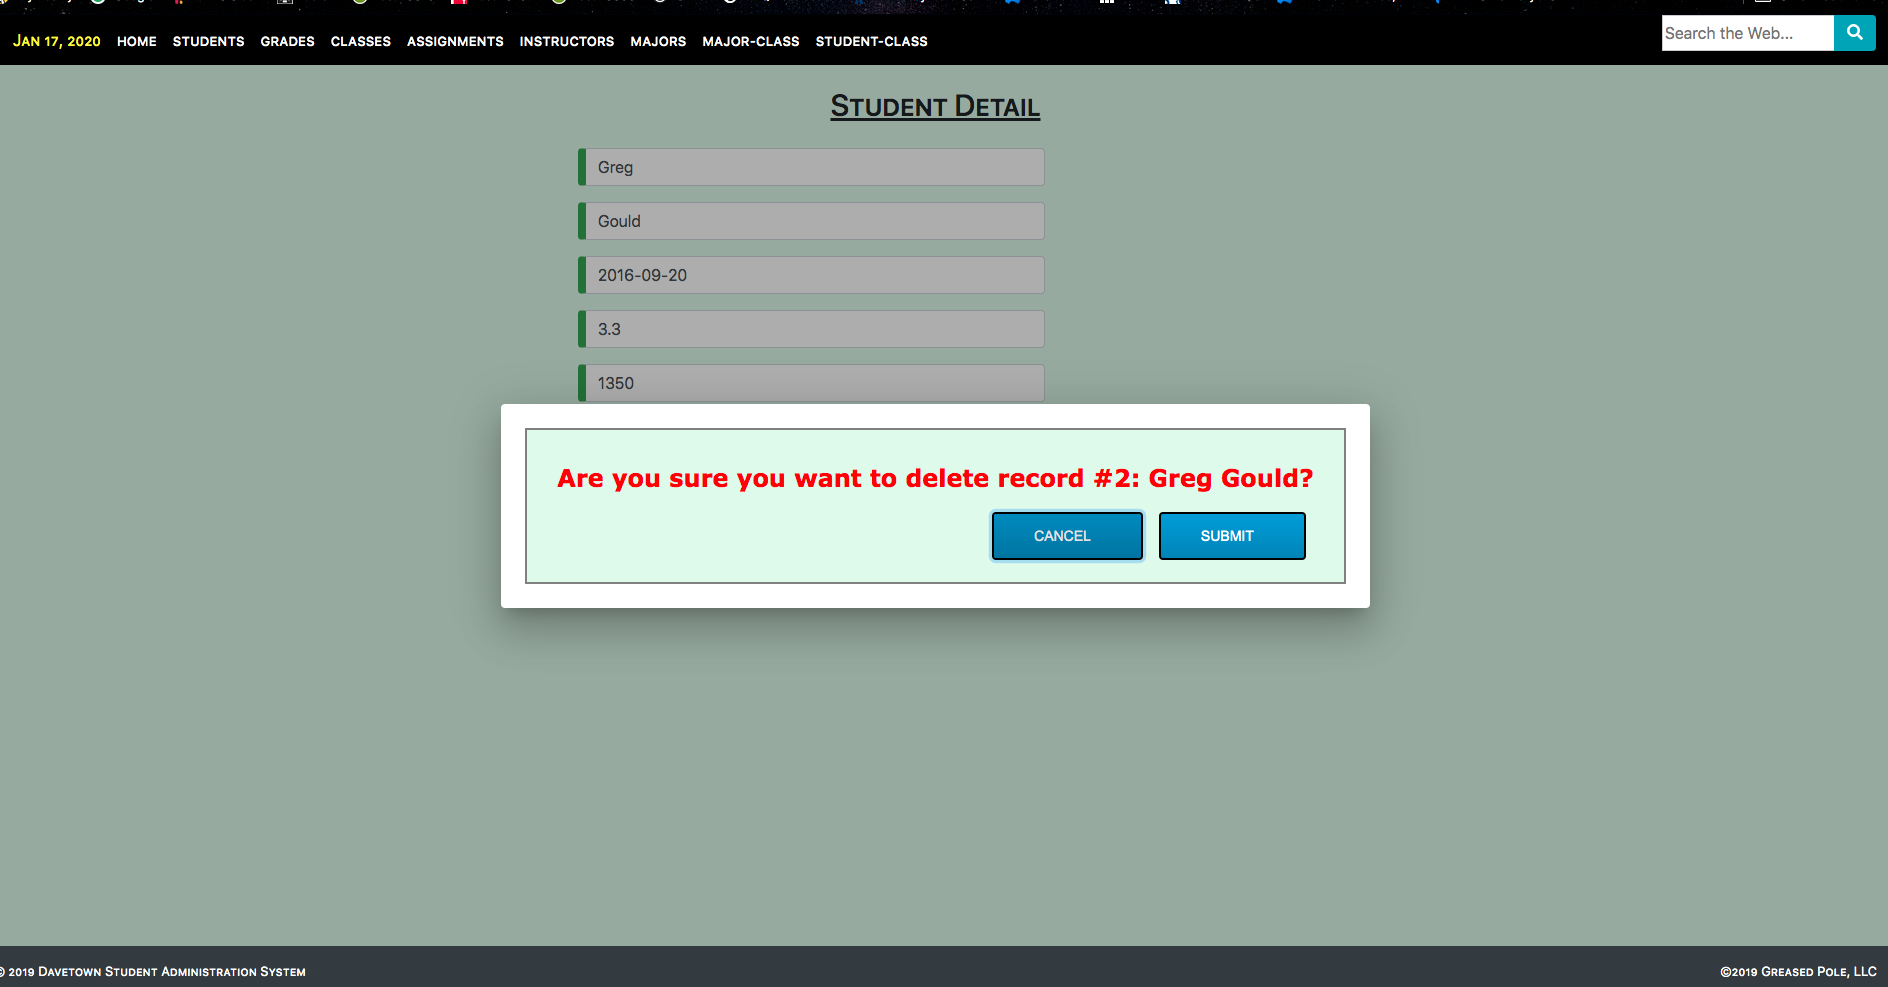 Jan 17, 2020 HOME STUDENTS GRADES CLASSES ASSIGNMENTS INSTRUCTORS MAJORS MAJOR-CLASS STUDENT-CLASS Search the Web...
Student Detail
Greg
Gould
2016-09-20
3.3
1350
Are you sure you want to delete record #2: Greg Gould?
CANCEL SUBMIT
© 2019 Davetown Student Administration System ©2019 Greased Pole, LLC